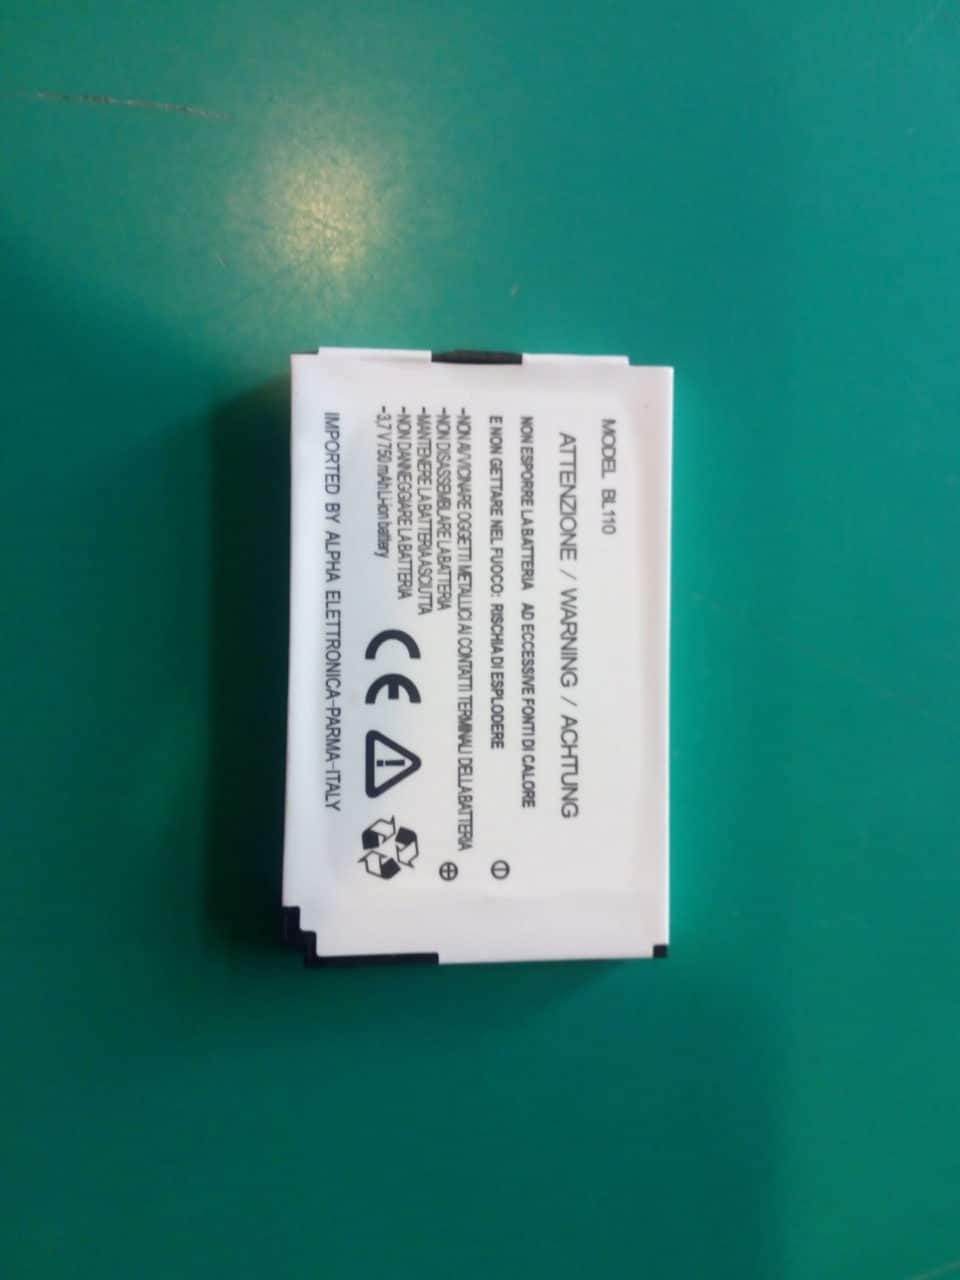 MODEL BL110
ATTENZIONE / WARNING / ACHTUNG
NON ESPORRE LA BATTERIA AD ECCESSIVE FONTI DI CALORE
E NON GETTARE NEL FUOCO: RISCHIA DI ESPLODERE
-NON AVVICINARE OGGETTI METALLICI AI CONTATTI TERMINALI DELLA BATTERIA
-NON DISASSEMBLARE LA BATTERIA
-MANTENERE LA BATTERIA ASCIUTTA
-NON DANNEGGIARE LA BATTERIA
-3,7 V 750 mAh Li-Ion battery
CE
IMPORTED BY ALPHA ELETTRONICA-PARMA-ITALY